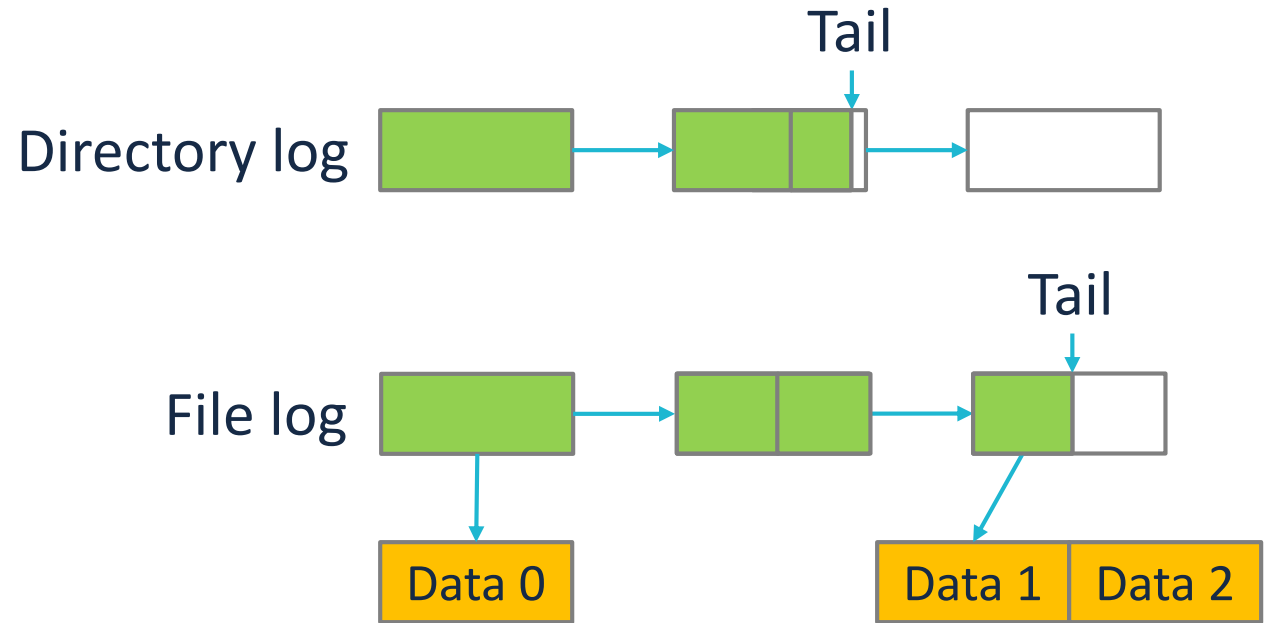 Tail
Directory log
Tail
File log
Data 0
Data 1
Data 2